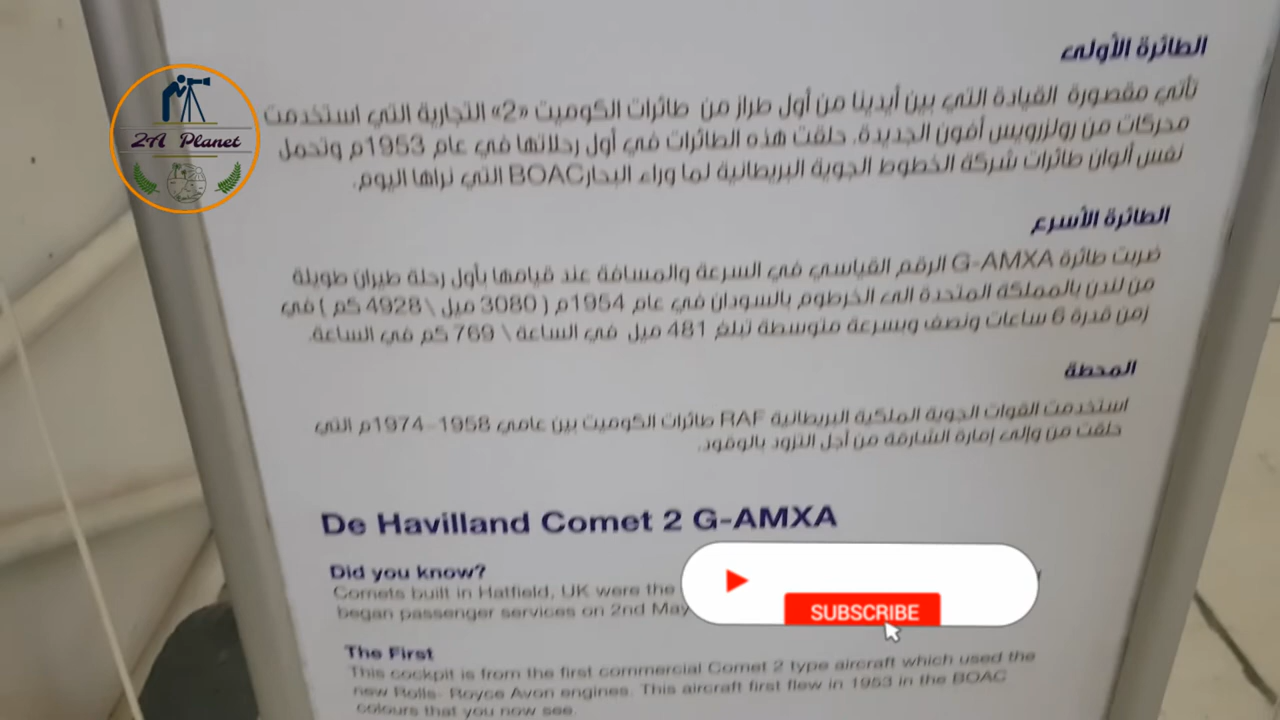 2A Planet
الطائرة الأولى
تأتي مقصورة القيادة التي بين أيدينا من أول طراز من طائرات الكوميت «2» التجارية التي استخدمت
محركات من رولزرويس أفون الجديدة. حلقت هذه الطائرات في أول رحلاتها في عام 1953م وتحمل
نفس ألوان طائرات شركة الخطوط الجوية البريطانية لما وراء البحارBOAC التي نراها اليوم.
الطائرة الأسرع
ضربت طائرة G-AMXA الرقم القياسي في السرعة والمسافة عند قيامها بأول رحلة طيران طويلة
من لندن بالمملكة المتحدة الى الخرطوم بالسودان في عام 1954م ( 3080 ميل \ 4928 كم ) في
زمن قدرة 6 ساعات ونصف وبسرعة متوسطة تبلغ 481 ميل في الساعة \ 769 كم في الساعة.
المحطة
استخدمت القوات الجوية الملكية البريطانية RAF طائرات الكوميت بين عامي 1958-1974م التي
حلقت من وإلى إمارة الشارقة من أجل التزود بالوقود.
De Havilland Comet 2 G-AMXA
Did you know?
Comets built in Hatfield, UK were the
began passenger services on 2nd May
SUBSCRIBE
The First
This cockpit is from the first commercial Comet 2 type aircraft which used the
new Rolls- Royce Avon engines. This aircraft first flew in 1953 in the BOAC
colours that you now see.